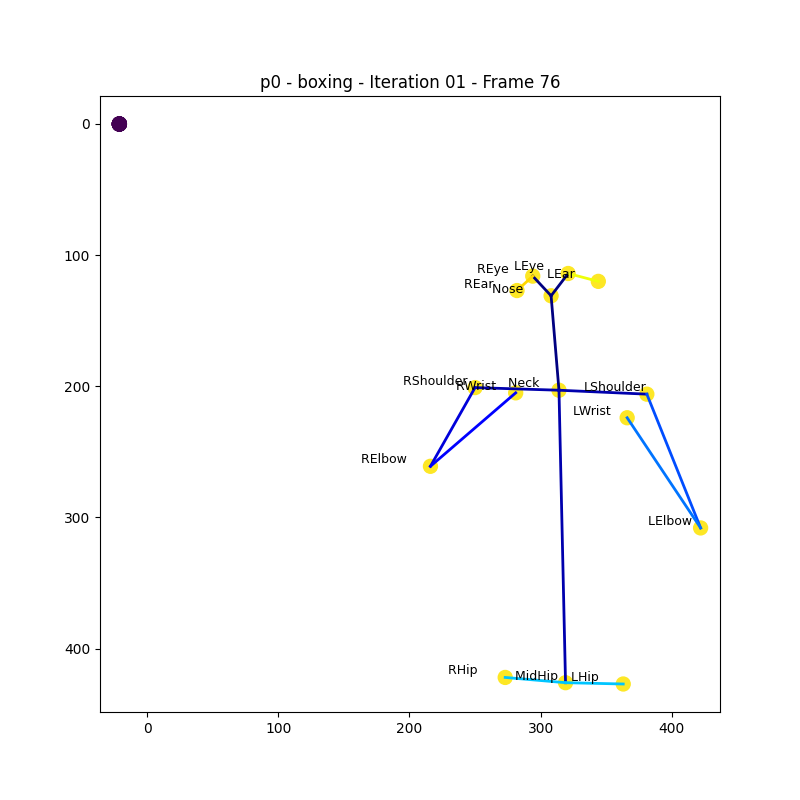 p0 - boxing - Iteration 01 - Frame 76
0
100
200
300
400
REye
LEye
LEar
REar
Nose
RShoulder
RWrist
Neck
LShoulder
LWrist
RElbow
LElbow
RHip
MidHip
LHip
0
100
200
300
400